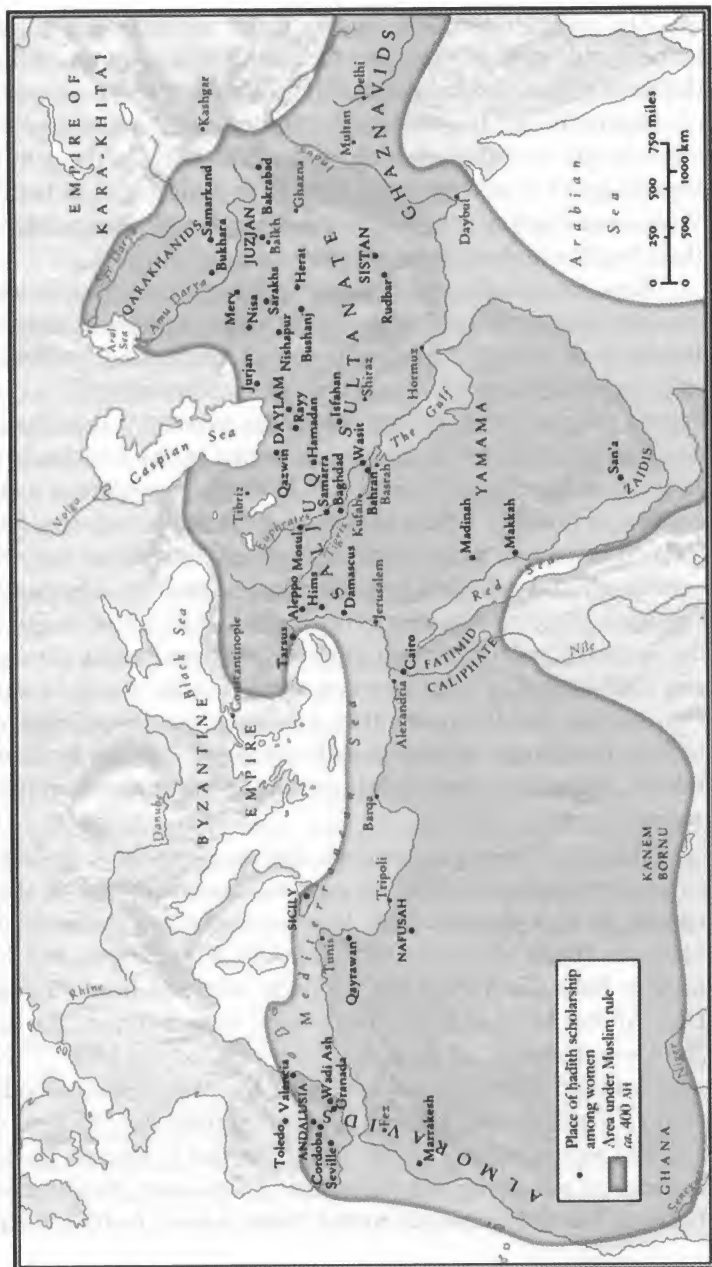 EMPIRE OF
KARA-KHITAI
Kashgar
Syr Darya
QARAKHANIDS
Samarkand
Bukhara
Aral
Sea
Amu Darya
JUZJAN
Balkh
Bakrabad
Ghazna
Multan
Delhi
GHAZNAVIDS
Daybul
Arabian
Sea
0 250 500 750 miles
0 500 1000 km
Merv
Nisa
Sarakhs
Herat
Nishapur
Bushanj
SISTAN
Rudbar
Jurjan
Caspian Sea
Volga
DAYLAM
Rayy
Qazwin
Hamadan
Isfahan
Shiraz
Hormuz
The Gulf
SALJUQ SULTANATE
Tibriz
Samarra
Baghdad
Wasit
Kufah
Bahran
Basrah
Euphrates
Tigris
Mosul
YAMAMA
Madinah
Makkah
San'a
ZAIDIS
Red Sea
Aleppo
Hims
Damascus
Jerusalem
Tarsus
Black Sea
Constantinople
BYZANTINE
EMPIRE
Danube
Cairo
FATIMID
CALIPHATE
Alexandria
Nile
Barqa
Mediterranean Sea
SICILY
Tripoli
Tunis
Qayrawan
NAFUSAH
KANEM
BORNU
Rhine
Valencia
Toledo
ANDALUSIA
Wadi Ash
Cordoba
Uranada
Seville
Fez
Marrakesh
ALMORAVIDS
GHANA
Niger
Place of hadith scholarship
among women
Area under Muslim rule
ca. 400 AH